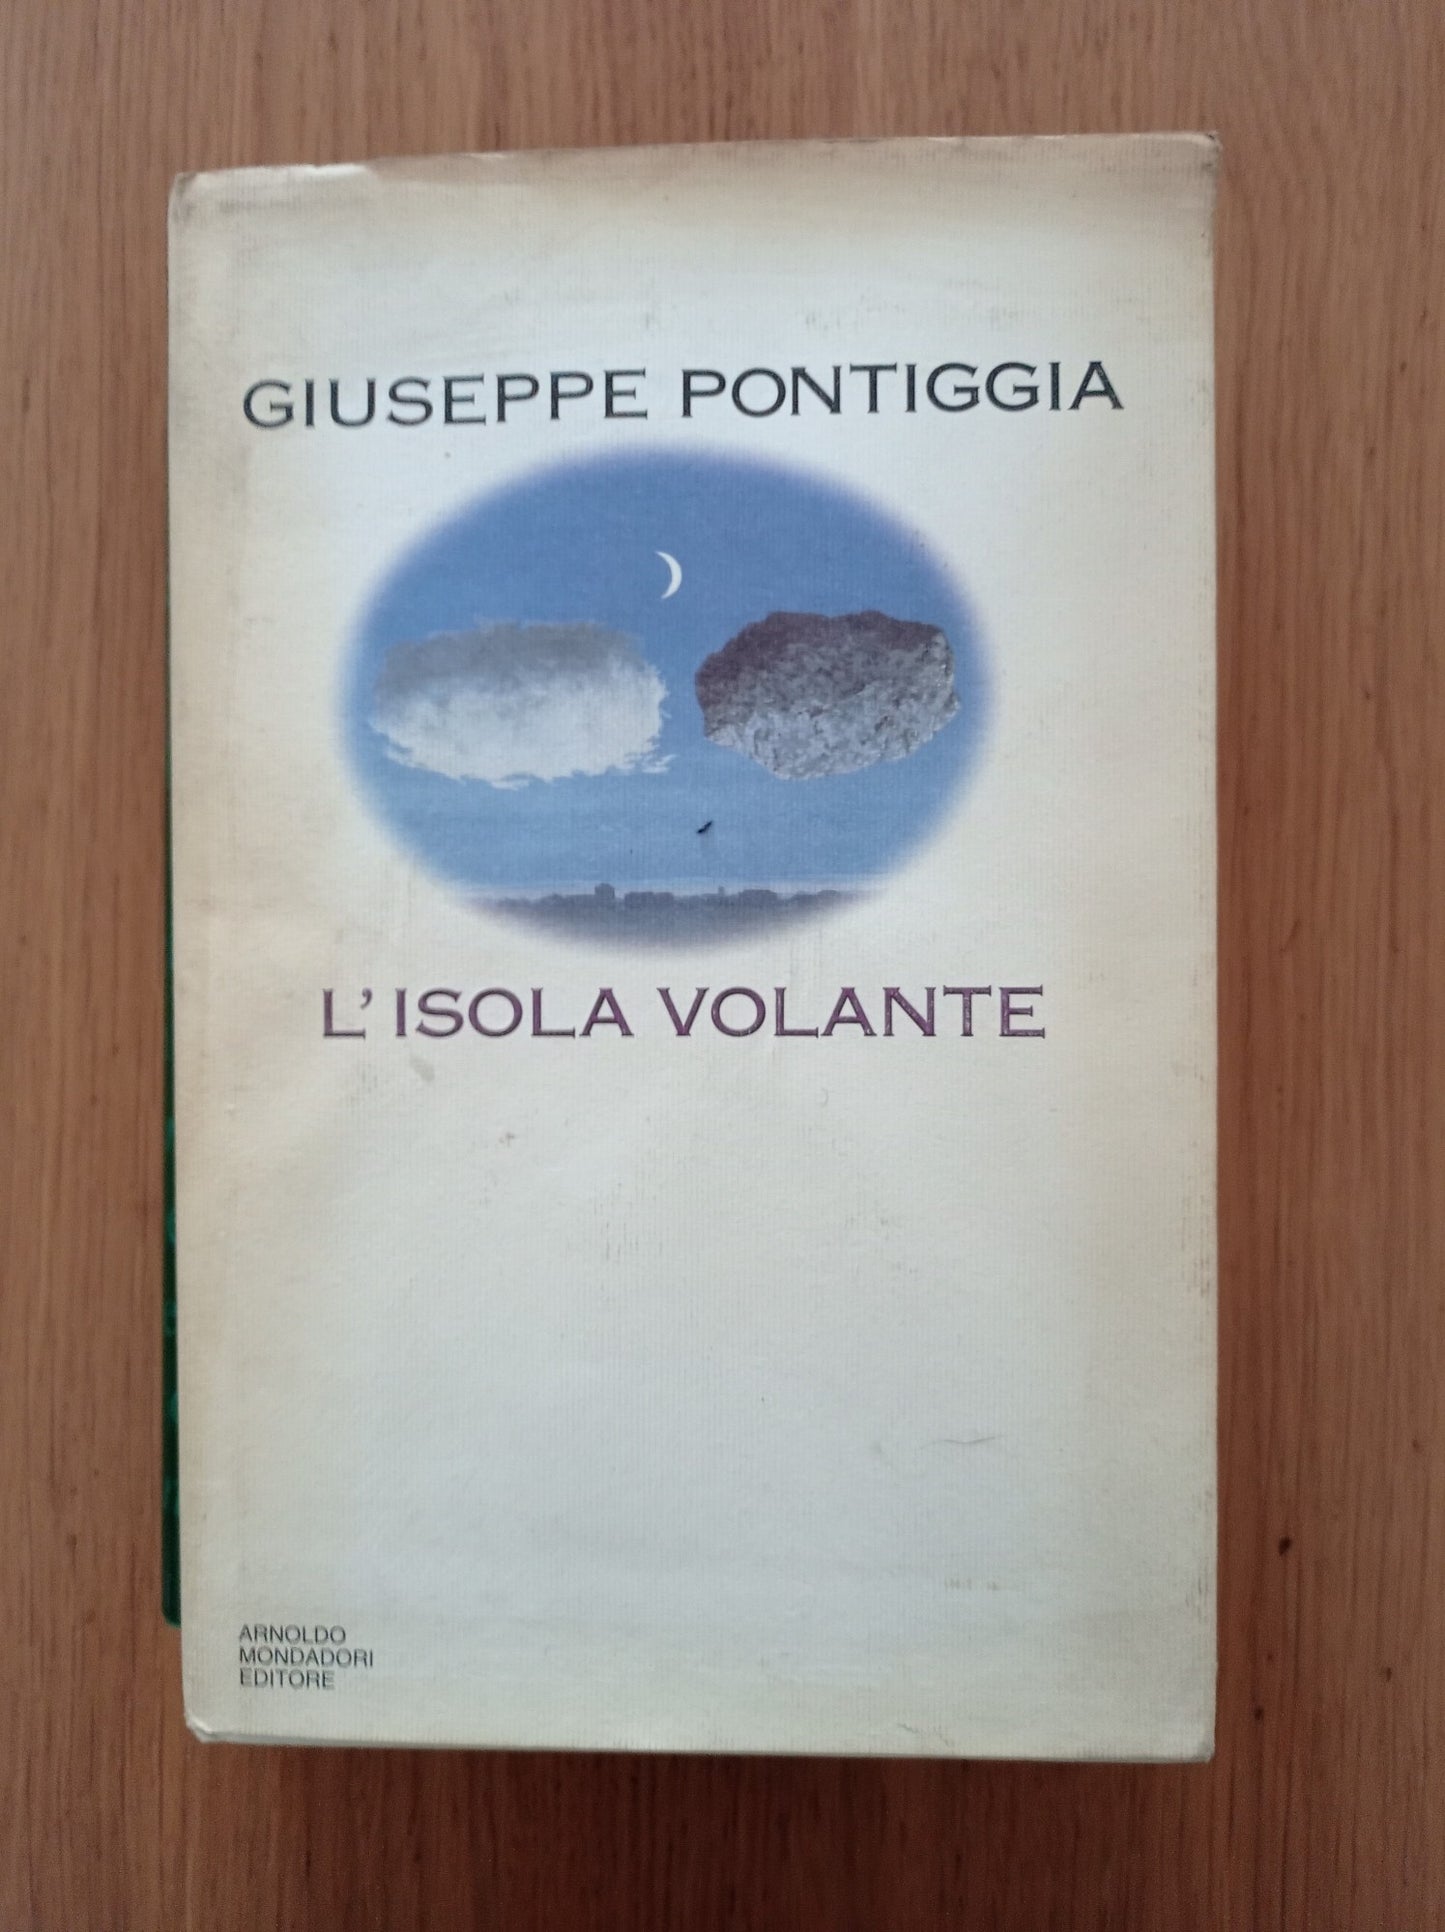 GIUSEPPE PONTIGGIA
L'ISOLA VOLANTE
ARNOLDO
MONDADORI
EDITORE